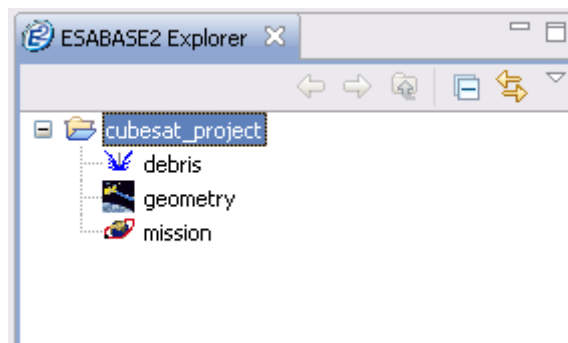 ESABASE2 Explorer
cubesat_project
debris
geometry
mission